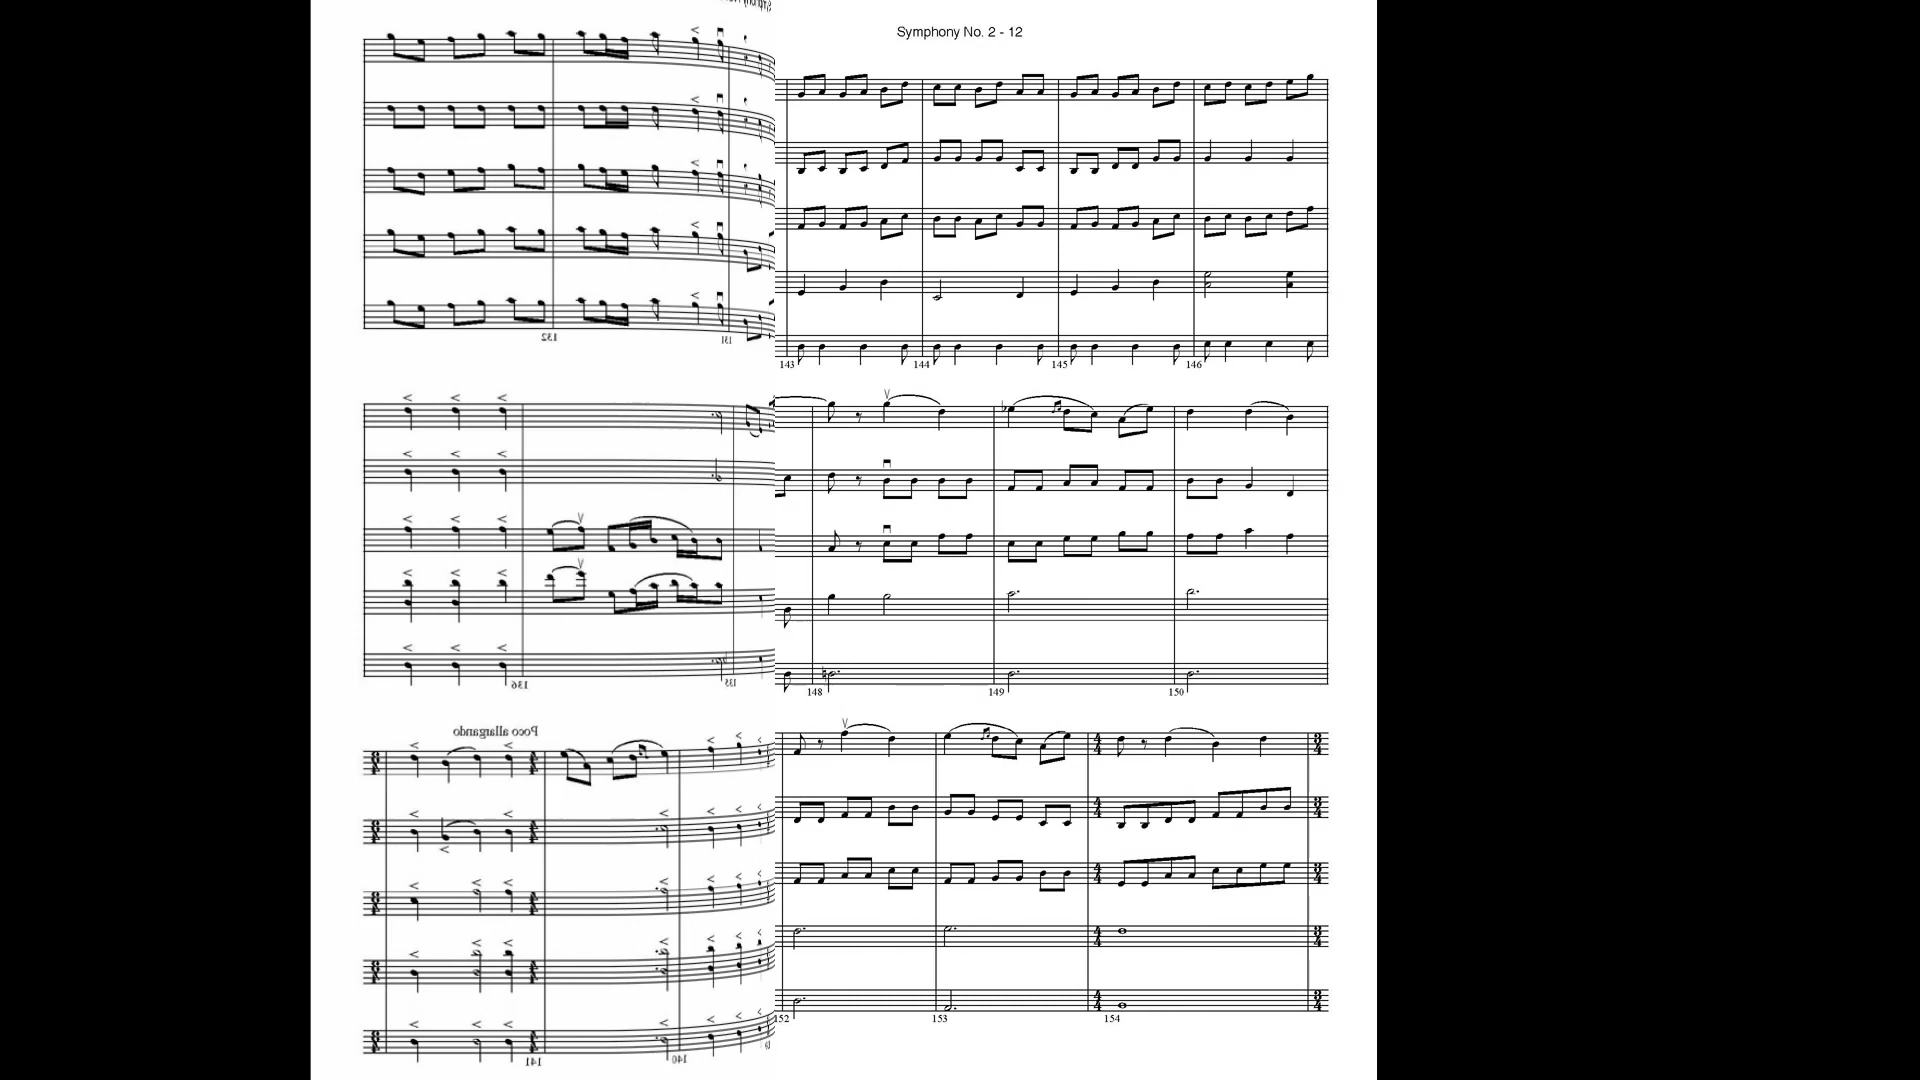 Symphony No. 2 - 12
132 131
143 144 145 146
136 135
148 149 150
Poco allargando
141 140
152 153 154